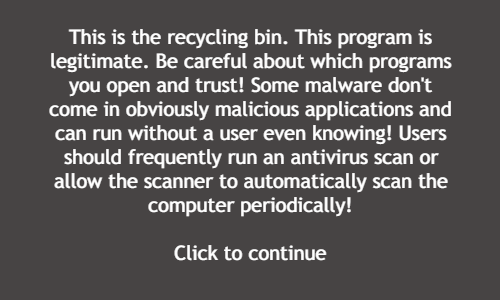 This is the recycling bin. This program is
legitimate. Be careful about which programs
you open and trust! Some malware don't
come in obviously malicious applications and
can run without a user even knowing! Users
should frequently run an antivirus scan or
allow the scanner to automatically scan the
computer periodically!
Click to continue